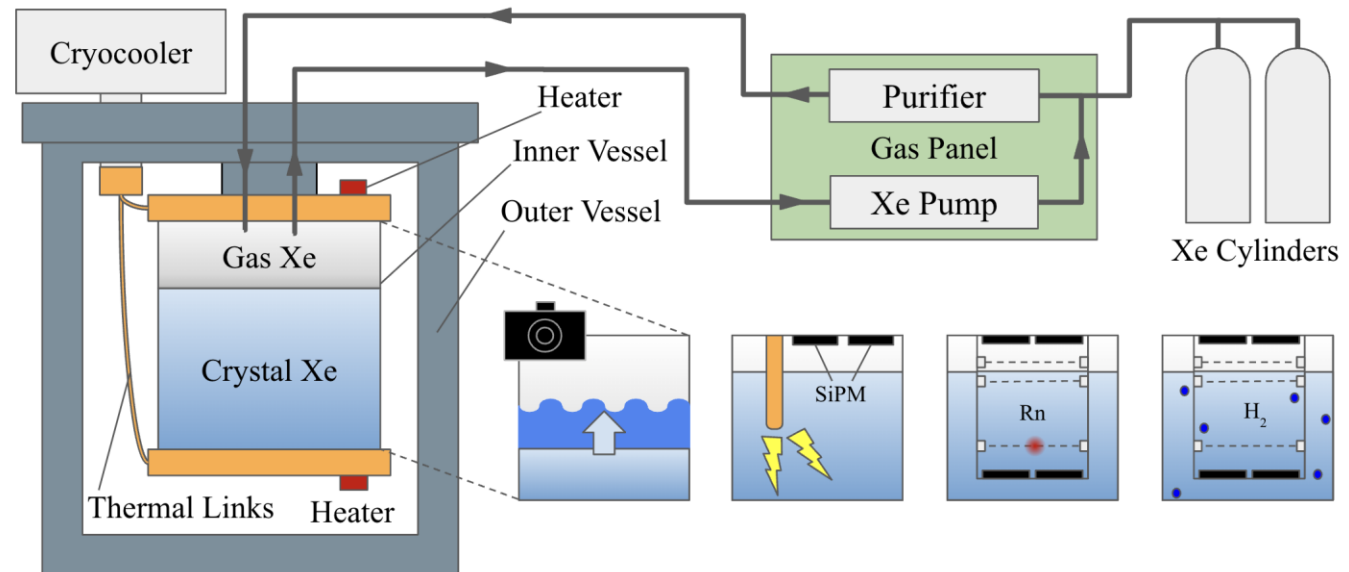 Cryocooler
Heater
Inner Vessel
Outer Vessel
Purifier
Gas Panel
Xe Pump
Xe Cylinders
Gas Xe
Crystal Xe
Thermal Links
Heater
SiPM
Rn
H₂